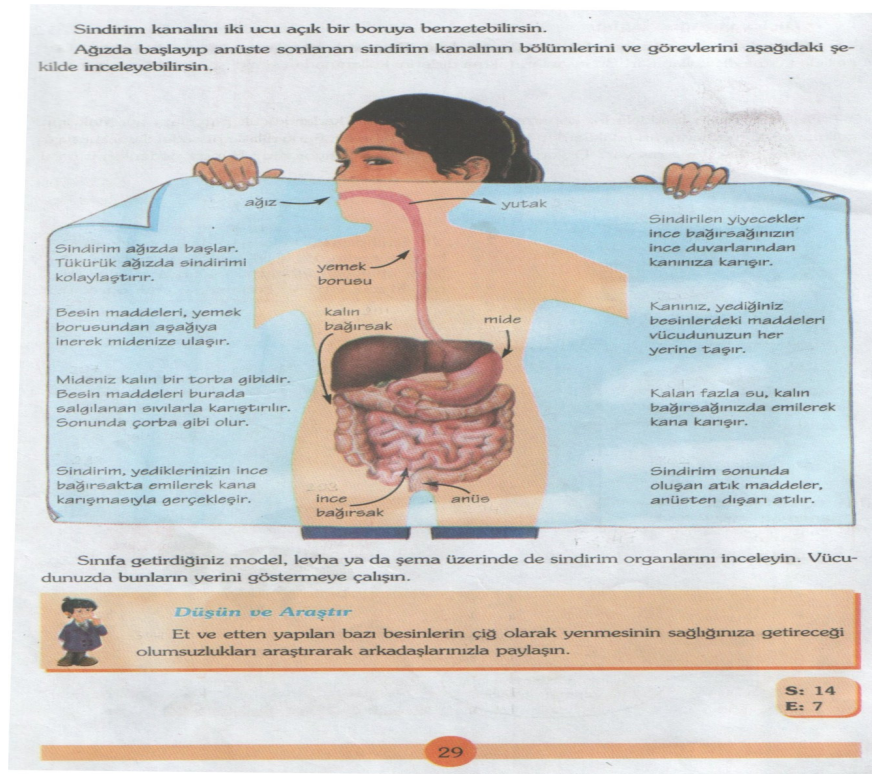 Sindirim kanalını iki ucu açık bir boruya benzetebilirsin.
Ağızda başlayıp anüste sonlanan sindirim kanalının bölümlerini ve görevlerini aşağıdaki şe-
kilde inceleyebilirsin.
ağız
yutak
yemek
borusu
kalın
bağırsak
mide
ince
bağırsak
anüs
Sindirim ağızda başlar.
Tükürük ağızda sindirimi
kolaylaştırır.
Besin maddeleri, yemek
borusundan aşağıya
inerek midenize ulaşır.
Mideniz kalın bir torba gibidir.
Besin maddeleri burada
salgılanan sıvılarla karıştırılır.
Sonunda çorba gibi olur.
Sindirim, yediklerinizin ince
bağırsakta emilerek kana
karışmasıyla gerçekleşir.
Sindirilen yiyecekler
ince bağırsağınızın
ince duvarlarından
kanınıza karışır.
Kanınız, yediğiniz
besinlerdeki maddeleri
vücudunuzun her
yerine taşır.
Kalan fazla su, kalın
bağırsağınızda emilerek
kana karışır.
Sindirim sonunda
oluşan atık maddeler,
anüsten dışarı atılır.
Sınıfa getirdiğiniz model, levha ya da şema üzerinde de sindirim organlarını inceleyin. Vücu-
dunuzda bunların yerini göstermeye çalışın.
Düşün ve Araştır
Et ve etten yapılan bazı besinlerin çiğ olarak yenmesinin sağlığınıza getireceği
olumsuzlukları araştırarak arkadaşlarınızla paylaşın.
S: 14
E: 7
29